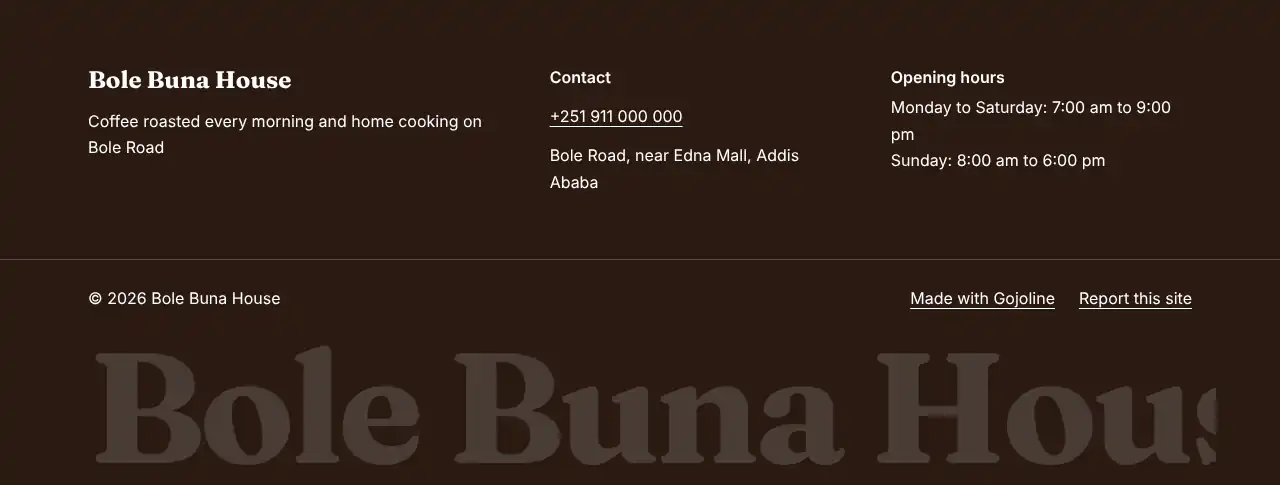 Bole Buna House
Coffee roasted every morning and home cooking on
Bole Road
Contact
+251 911 000 000
Bole Road, near Edna Mall, Addis
Ababa
Opening hours
Monday to Saturday: 7:00 am to 9:00
pm
Sunday: 8:00 am to 6:00 pm
© 2026 Bole Buna House
Made with Gojoline
Report this site
Bole Buna Hous